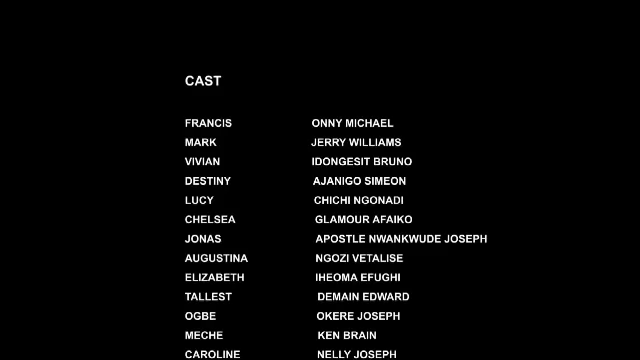 CAST
FRANCIS ONNY MICHAEL
MARK JERRY WILLIAMS
VIVIAN IDONGESIT BRUNO
DESTINY AJANIGO SIMEON
LUCY CHICHI NGONADI
CHELSEA GLAMOUR AFAIKO
JONAS APOSTLE NWANKWUDE JOSEPH
AUGUSTINA NGOZI VETALISE
ELIZABETH IHEOMA EFUGHI
TALLEST DEMAIN EDWARD
OGBE OKERE JOSEPH
MECHE KEN BRAIN
CAROLINE NELLY JOSEPH